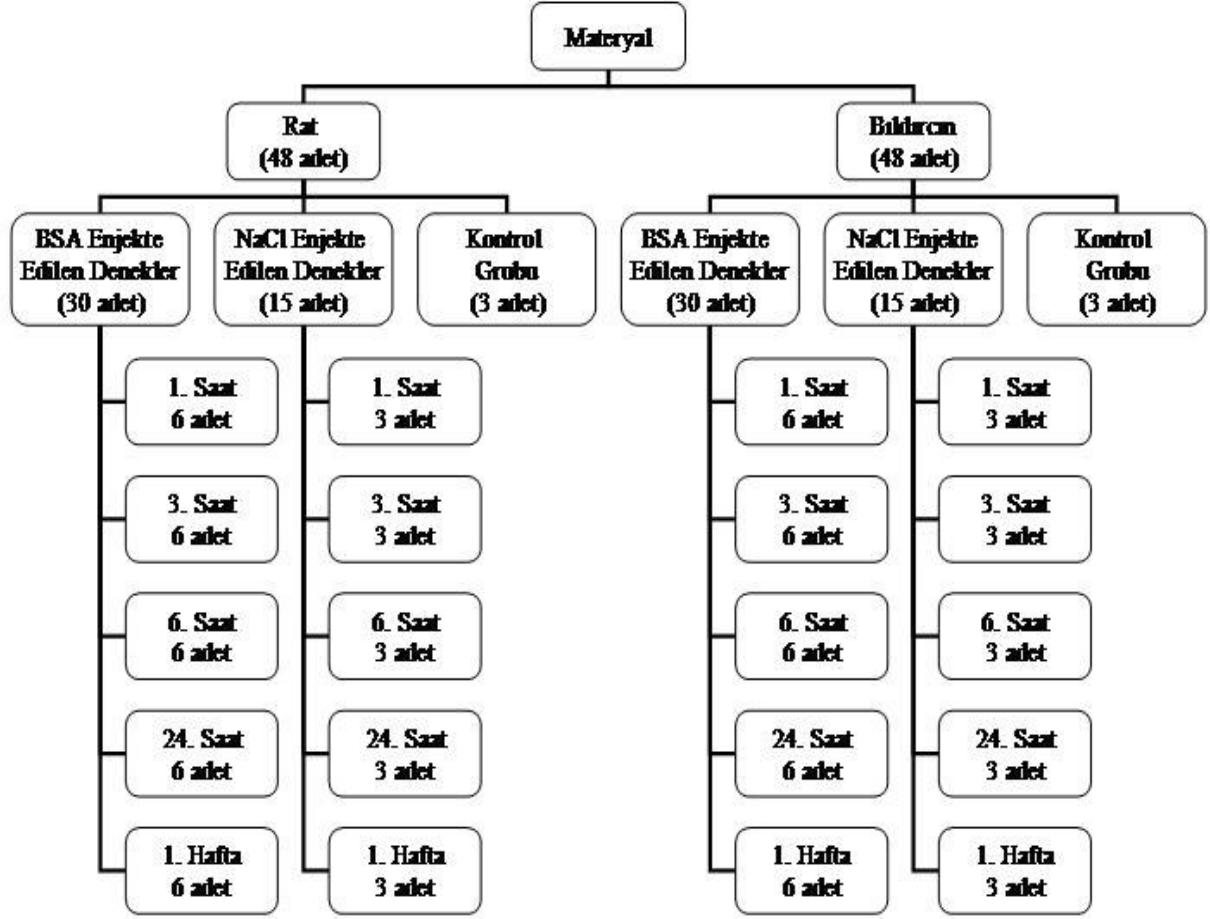 Materyal
Rat
(48 adet)
Bıldırcın
(48 adet)
BSA Enjekte
Edilen Denekler
(30 adet)
NaCl Enjekte
Edilen Denekler
(15 adet)
Kontrol
Grubu
(3 adet)
BSA Enjekte
Edilen Denekler
(30 adet)
NaCl Enjekte
Edilen Denekler
(15 adet)
Kontrol
Grubu
(3 adet)
1. Saat
6 adet
1. Saat
3 adet
1. Saat
6 adet
1. Saat
3 adet
3. Saat
6 adet
3. Saat
3 adet
3. Saat
6 adet
3. Saat
3 adet
6. Saat
6 adet
6. Saat
3 adet
6. Saat
6 adet
6. Saat
3 adet
24. Saat
6 adet
24. Saat
3 adet
24. Saat
6 adet
24. Saat
3 adet
1. Hafta
6 adet
1. Hafta
3 adet
1. Hafta
6 adet
1. Hafta
3 adet